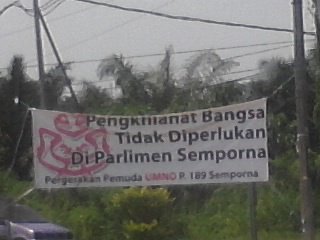 Pengkhianat Bangsa
Tidak Diperlukan
Di Parlimen Semporna
Pergerakan Pemuda UMNO P. 189 Semporna